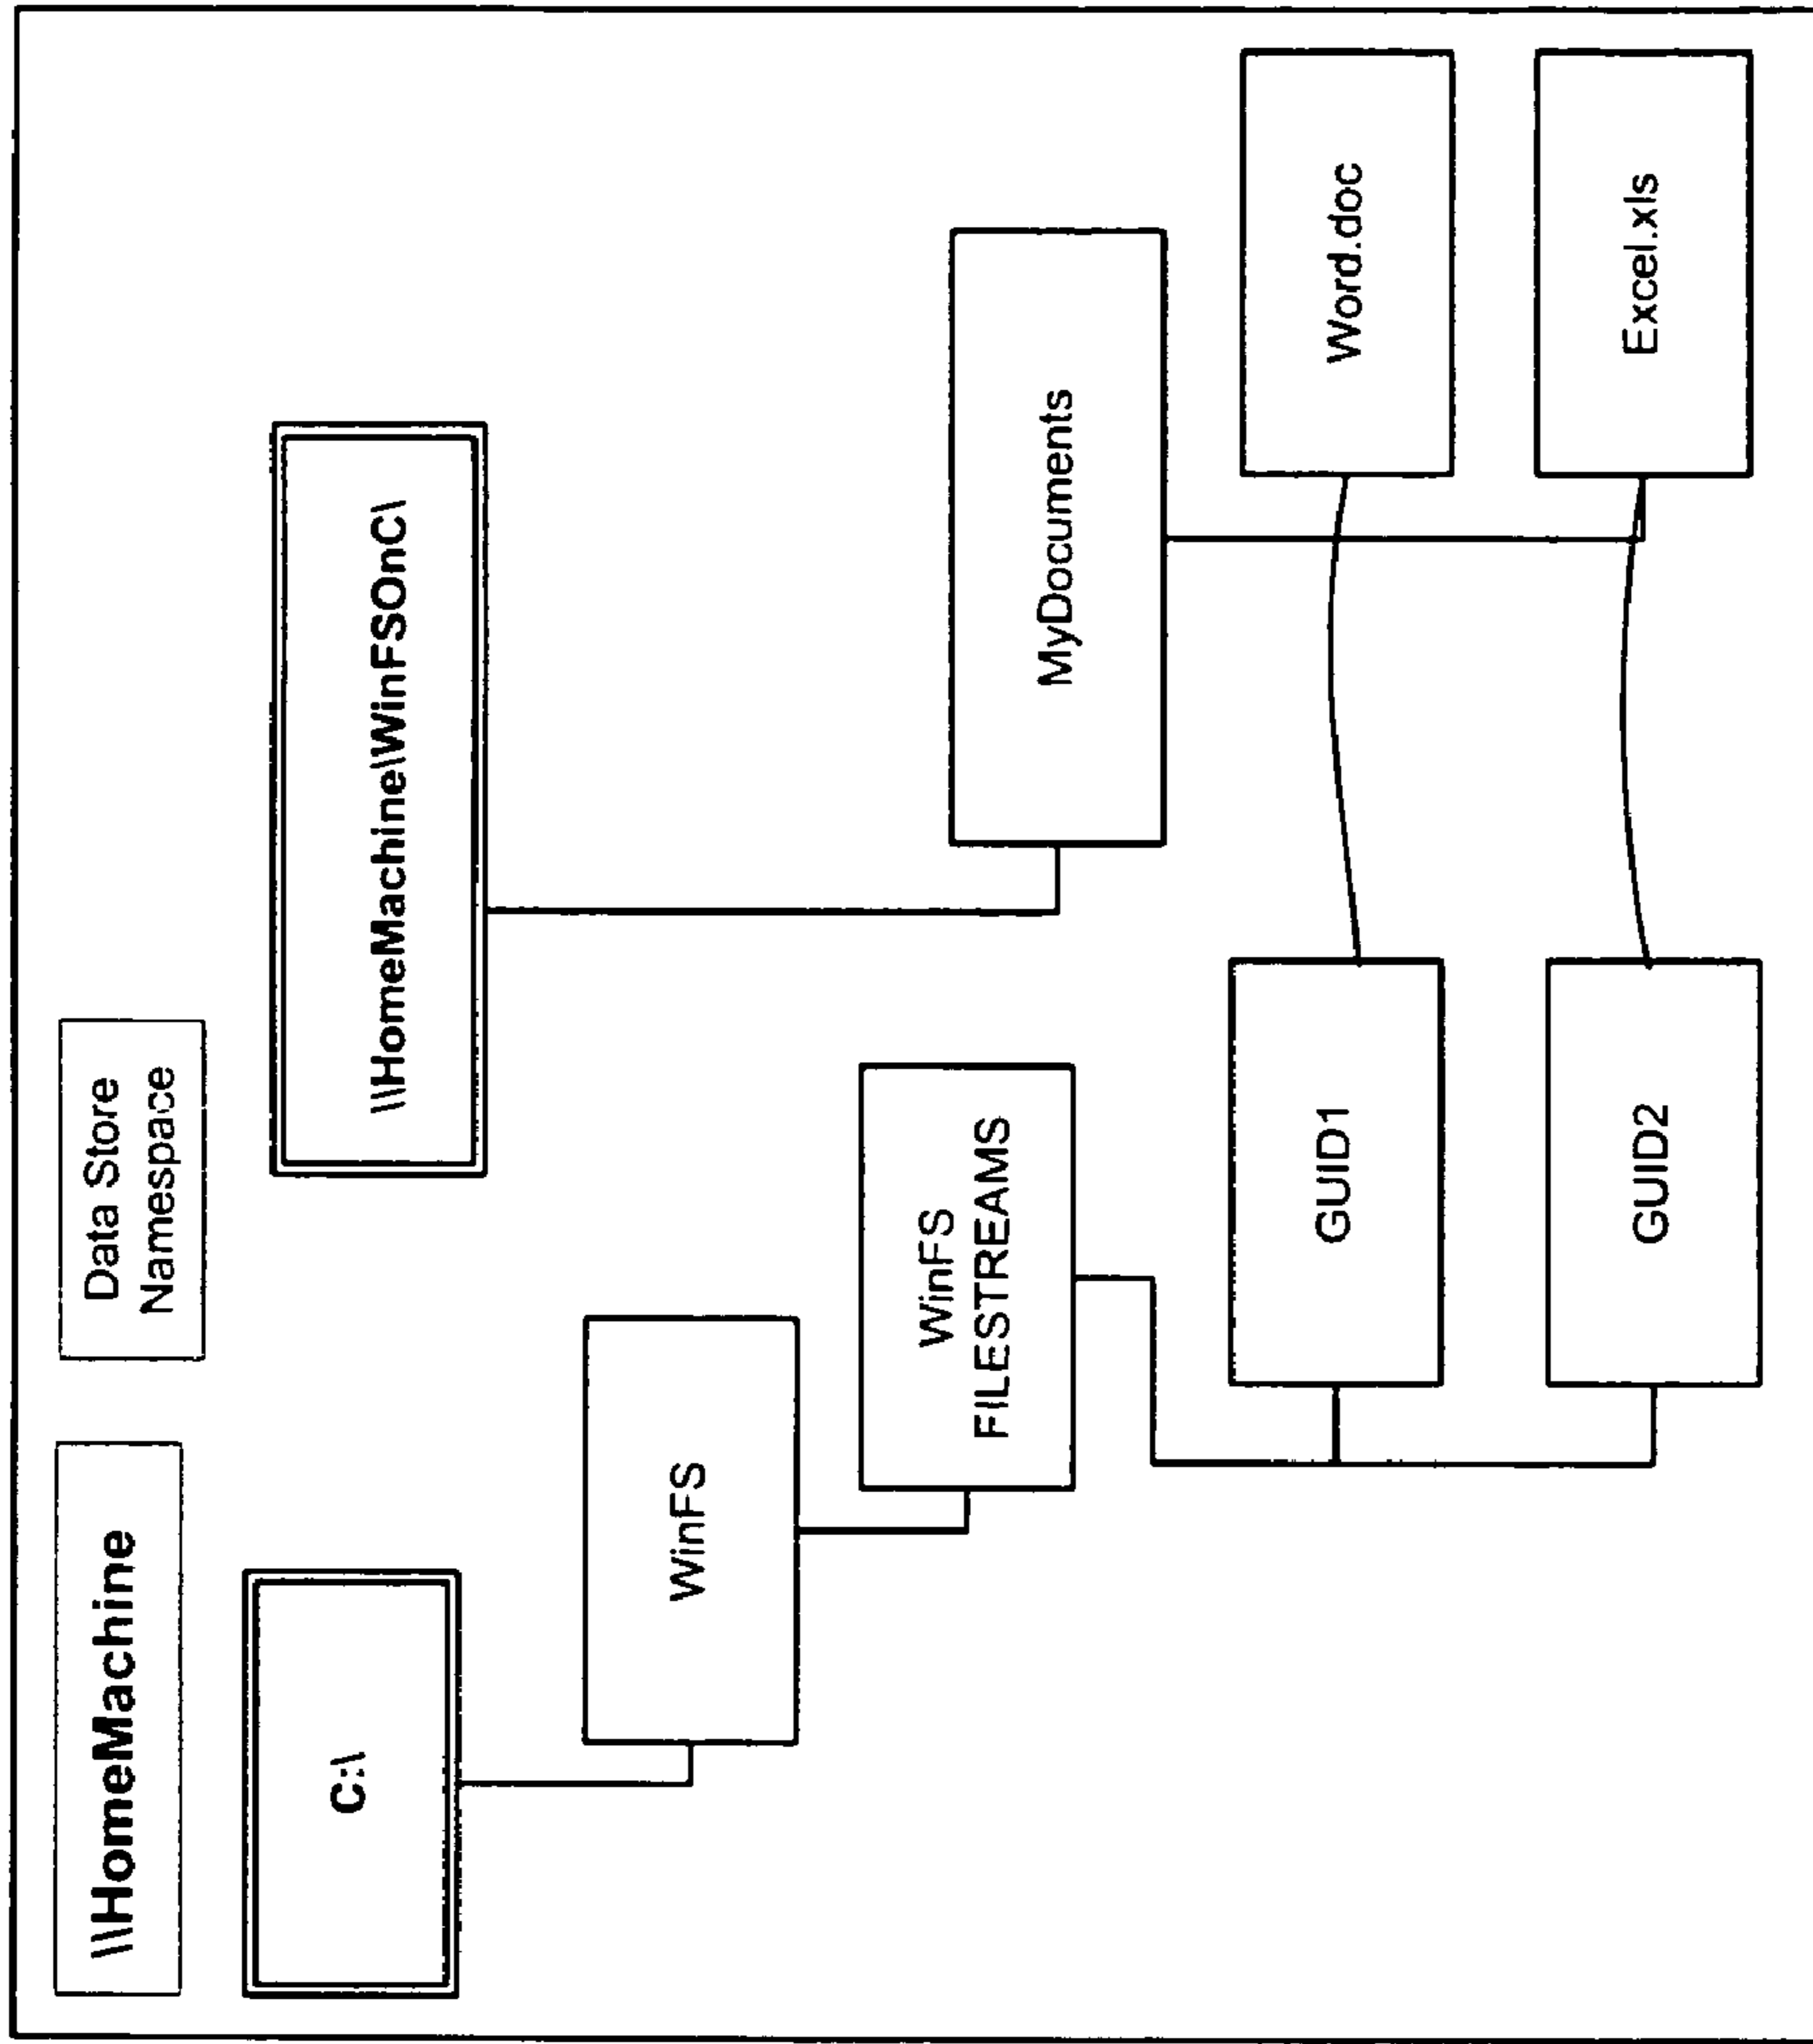 \\HomeMachine
Data Store
Namespace
C:\
\\HomeMachine\WinFSOnC\
WinFS
WinFS
FILESTREAMS
MyDocuments
GUID1
Word.doc
GUID2
Excel.xls